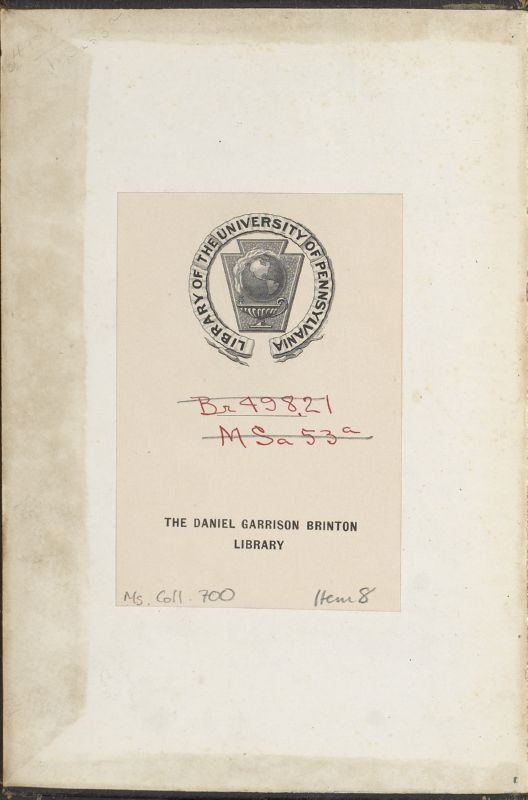 LIBRARY OF THE UNIVERSITY OF PENNSYLVANIA
Br 498.21
MSa 53a
THE DANIEL GARRISON BRINTON
LIBRARY
Ms. Coll. 700 Item 8